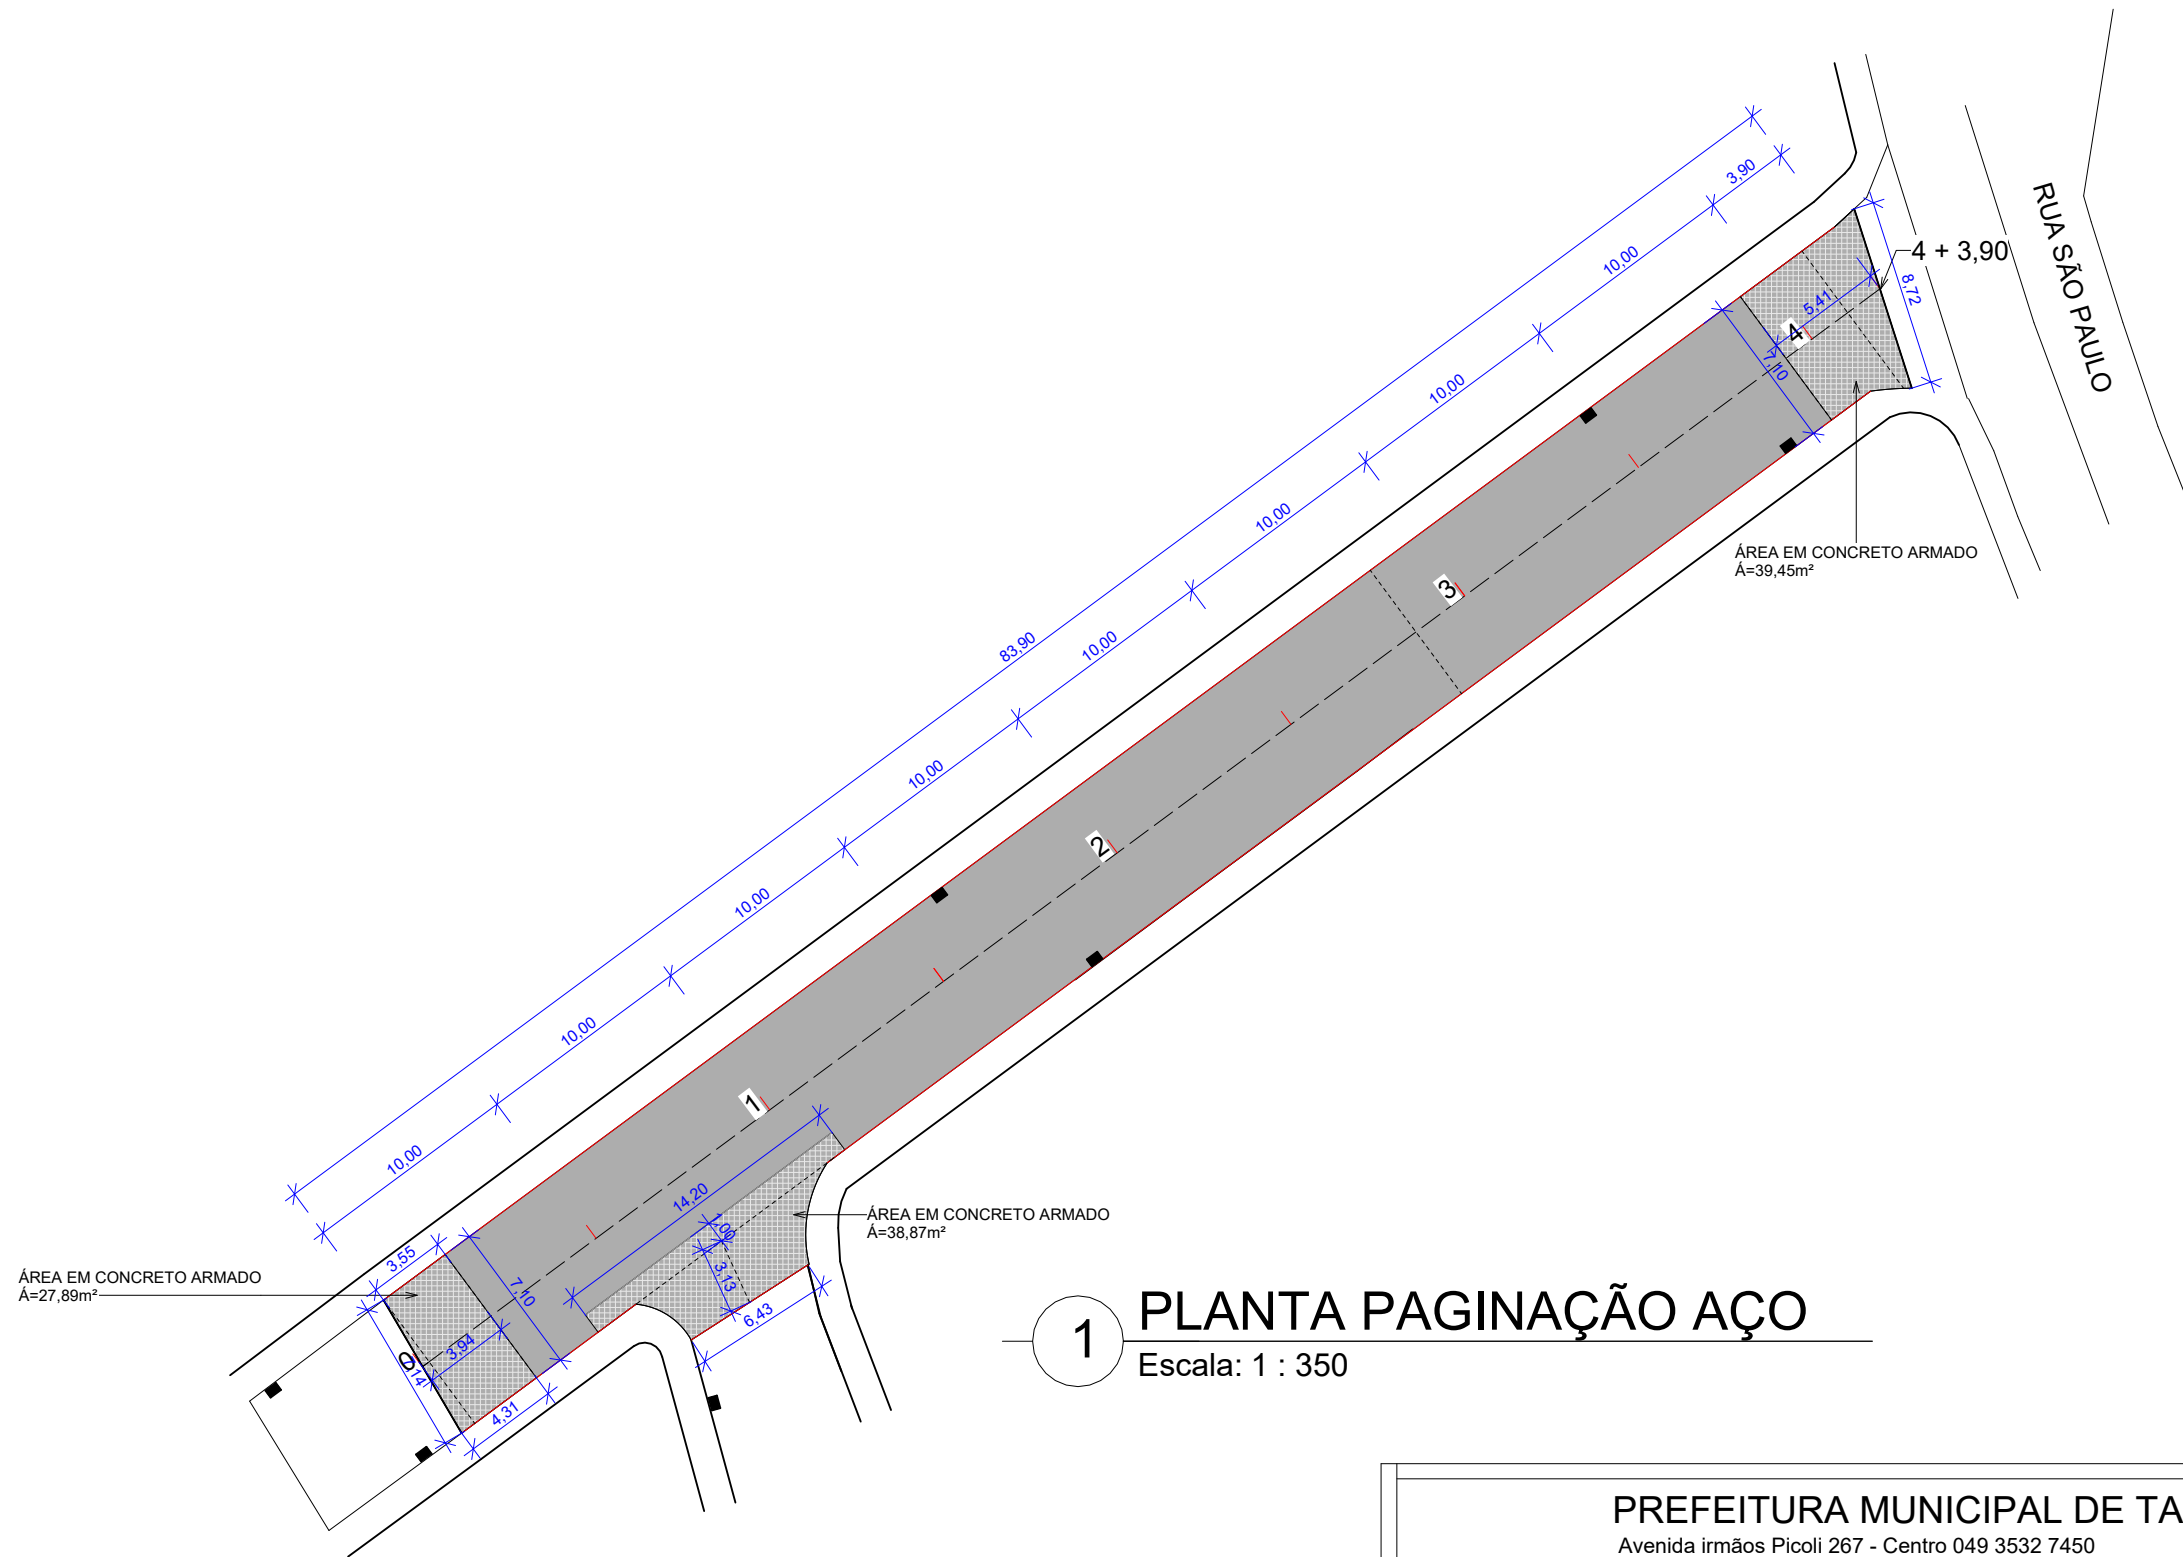 3,90
10,00
4 + 3,90
8,72
RUA SÃO PAULO
5,41
4
7,10
10,00
10,00
ÁREA EM CONCRETO ARMADO
Á=39,45m²
3
83,90
10,00
10,00
2
10,00
10,00
1
10,00
14,20
ÁREA EM CONCRETO ARMADO
Á=38,87m²
1,00
3,13
6,43
3,55
7,10
ÁREA EM CONCRETO ARMADO
Á=27,89m²
0
3,94
7,14
4,31
1
PLANTA PAGINAÇÃO AÇO
Escala: 1 : 350
PREFEITURA MUNICIPAL DE TA
Avenida irmãos Picoli 267 - Centro 049 3532 7450